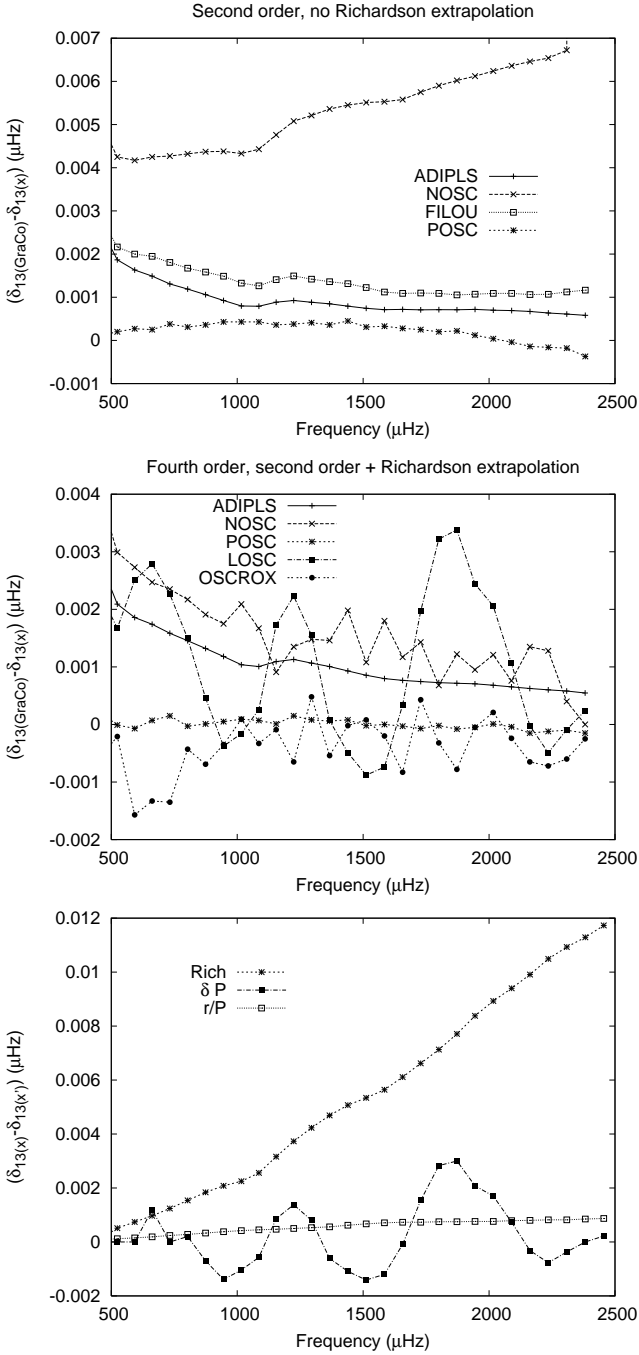 Second order, no Richardson extrapolation
0.007
0.006
0.005
0.004
0.003
0.002
0.001
0
-0.001
(δ13(GraCo)-δ13(x)) (μHz)
ADIPLS
NOSC
FILOU
POSC
500 1000 1500 2000 2500
Frequency (μHz)
Fourth order, second order + Richardson extrapolation
0.004
0.003
0.002
0.001
0
-0.001
-0.002
(δ13(GraCo)-δ13(x)) (μHz)
ADIPLS
NOSC
POSC
LOSC
OSCROX
500 1000 1500 2000 2500
Frequency (μHz)
0.012
0.01
0.008
0.006
0.004
0.002
0
-0.002
(δ13(x)-δ13(x')) (μHz)
Rich
δ P
r/P
500 1000 1500 2000 2500
Frequency (μHz)